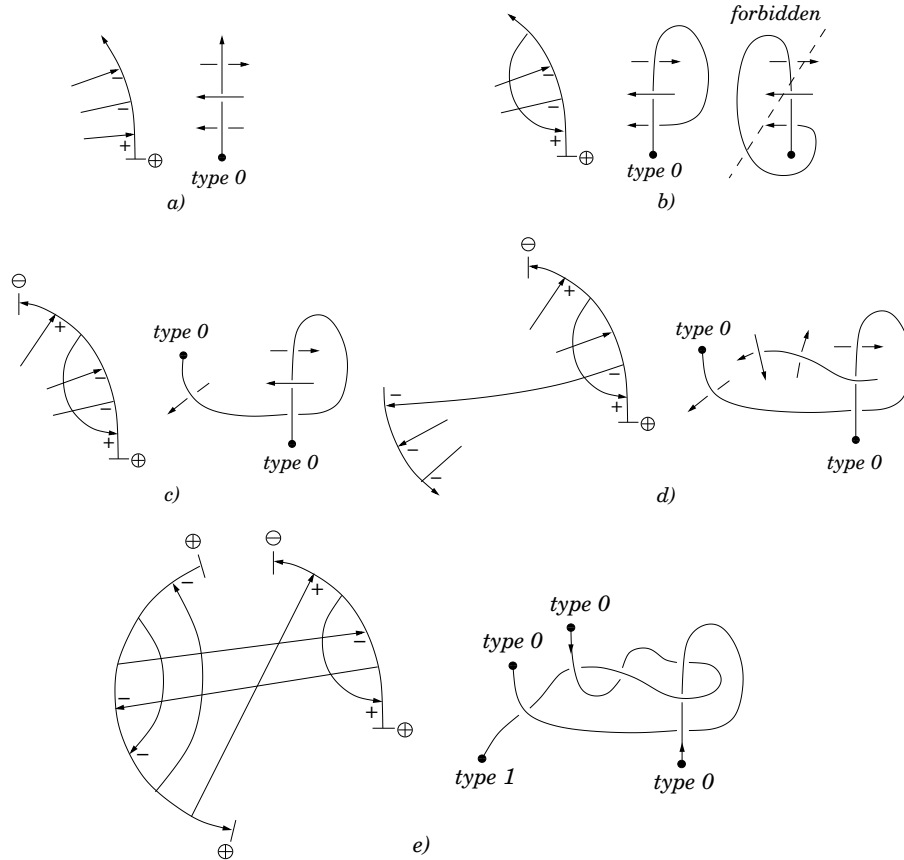 forbidden
− − + ⊕
type 0
a)
− − + ⊕
type 0
b)
⊖
+ − − + ⊕
type 0
type 0
c)
⊖
+ − − + ⊕
− − −
type 0
type 0
d)
⊕ ⊖
− + − − + ⊕
− ⊕
type 0
type 0
type 1
type 0
e)